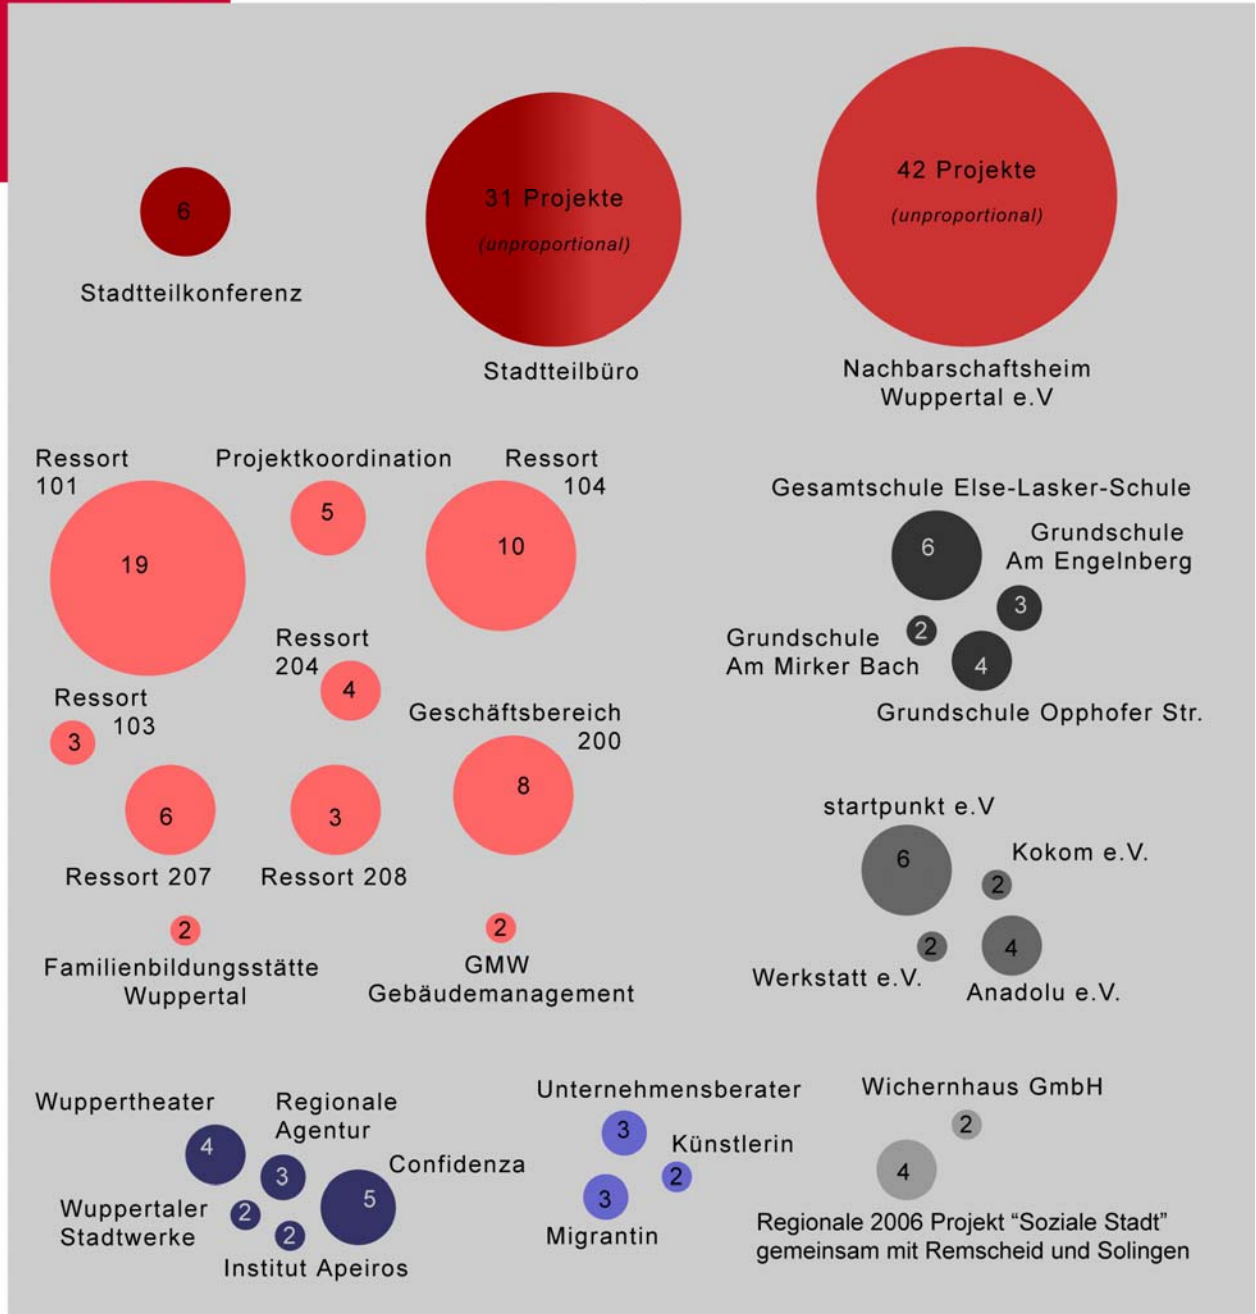 6
Stadtteilkonferenz
31 Projekte
(unproportional)
Stadtteilbüro
42 Projekte
(unproportional)
Nachbarschaftsheim
Wuppertal e.V
Ressort
101
19
Projektkoordination
5
Ressort
104
10
Ressort
204
4
Ressort
103
3
Geschäftsbereich
200
8
6
Ressort 207
3
Ressort 208
2
Familienbildungsstätte
Wuppertal
2
GMW
Gebäudemanagement
Gesamtschule Else-Lasker-Schule
6
Grundschule
Am Engelnberg
3
2
Grundschule
Am Mirker Bach
4
Grundschule Opphofer Str.
startpunkt e.V
6
Kokom e.V.
2
2
Werkstatt e.V.
4
Anadolu e.V.
Wuppertheater
4
Regionale
Agentur
3
Confidenza
5
Wuppertaler
Stadtwerke
2
2
Institut Apeiros
Unternehmensberater
3
Künstlerin
2
3
Migrantin
Wichernhaus GmbH
2
4
Regionale 2006 Projekt “Soziale Stadt”
gemeinsam mit Remscheid und Solingen